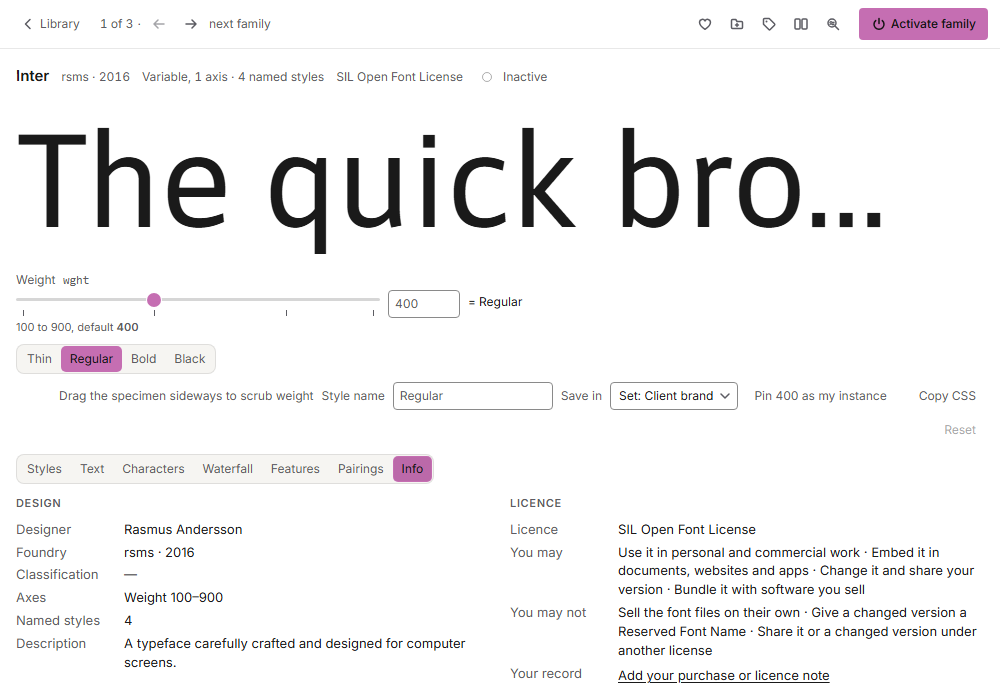 Library 1 of 3 · next family Activate family
Inter rsms · 2016 Variable, 1 axis · 4 named styles SIL Open Font License Inactive
The quick bro...
Weight wght
400 = Regular
100 to 900, default 400
Thin Regular Bold Black
Drag the specimen sideways to scrub weight Style name Regular Save in Set: Client brand Pin 400 as my instance Copy CSS
Reset
Styles Text Characters Waterfall Features Pairings Info
DESIGN
Designer Rasmus Andersson
Foundry rsms · 2016
Classification —
Axes Weight 100–900
Named styles 4
Description A typeface carefully crafted and designed for computer
screens.
LICENCE
Licence SIL Open Font License
You may Use it in personal and commercial work · Embed it in
documents, websites and apps · Change it and share your
version · Bundle it with software you sell
You may not Sell the font files on their own · Give a changed version a
Reserved Font Name · Share it or a changed version under
another license
Your record Add your purchase or licence note